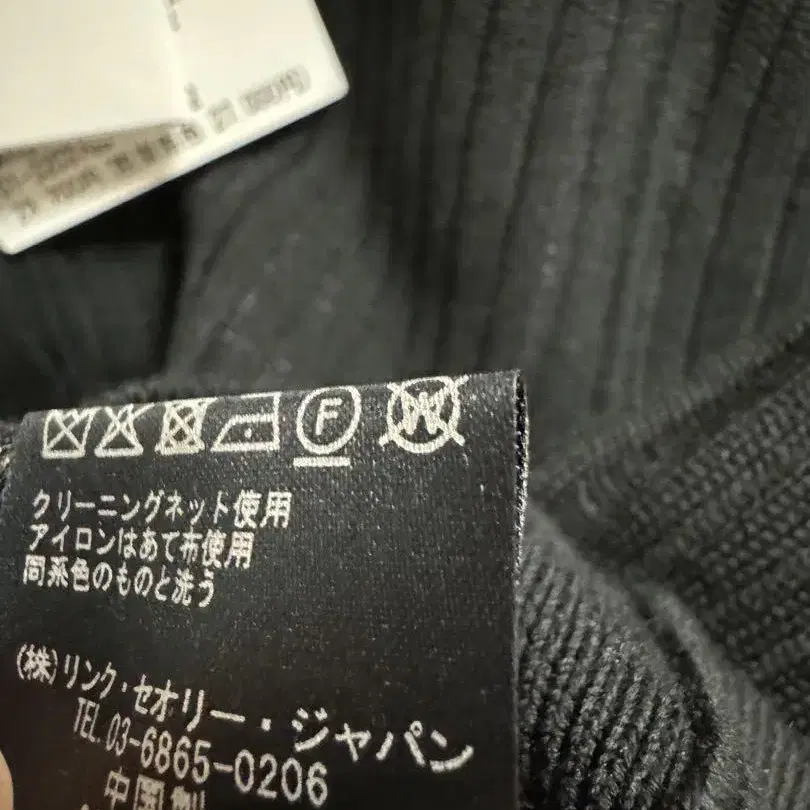 F W
クリーニングネット使用
アイロンはあて布使用
同系色のものと洗う
(株)リンク・セオリー・ジャパン
TEL.03-6865-0206
中国製